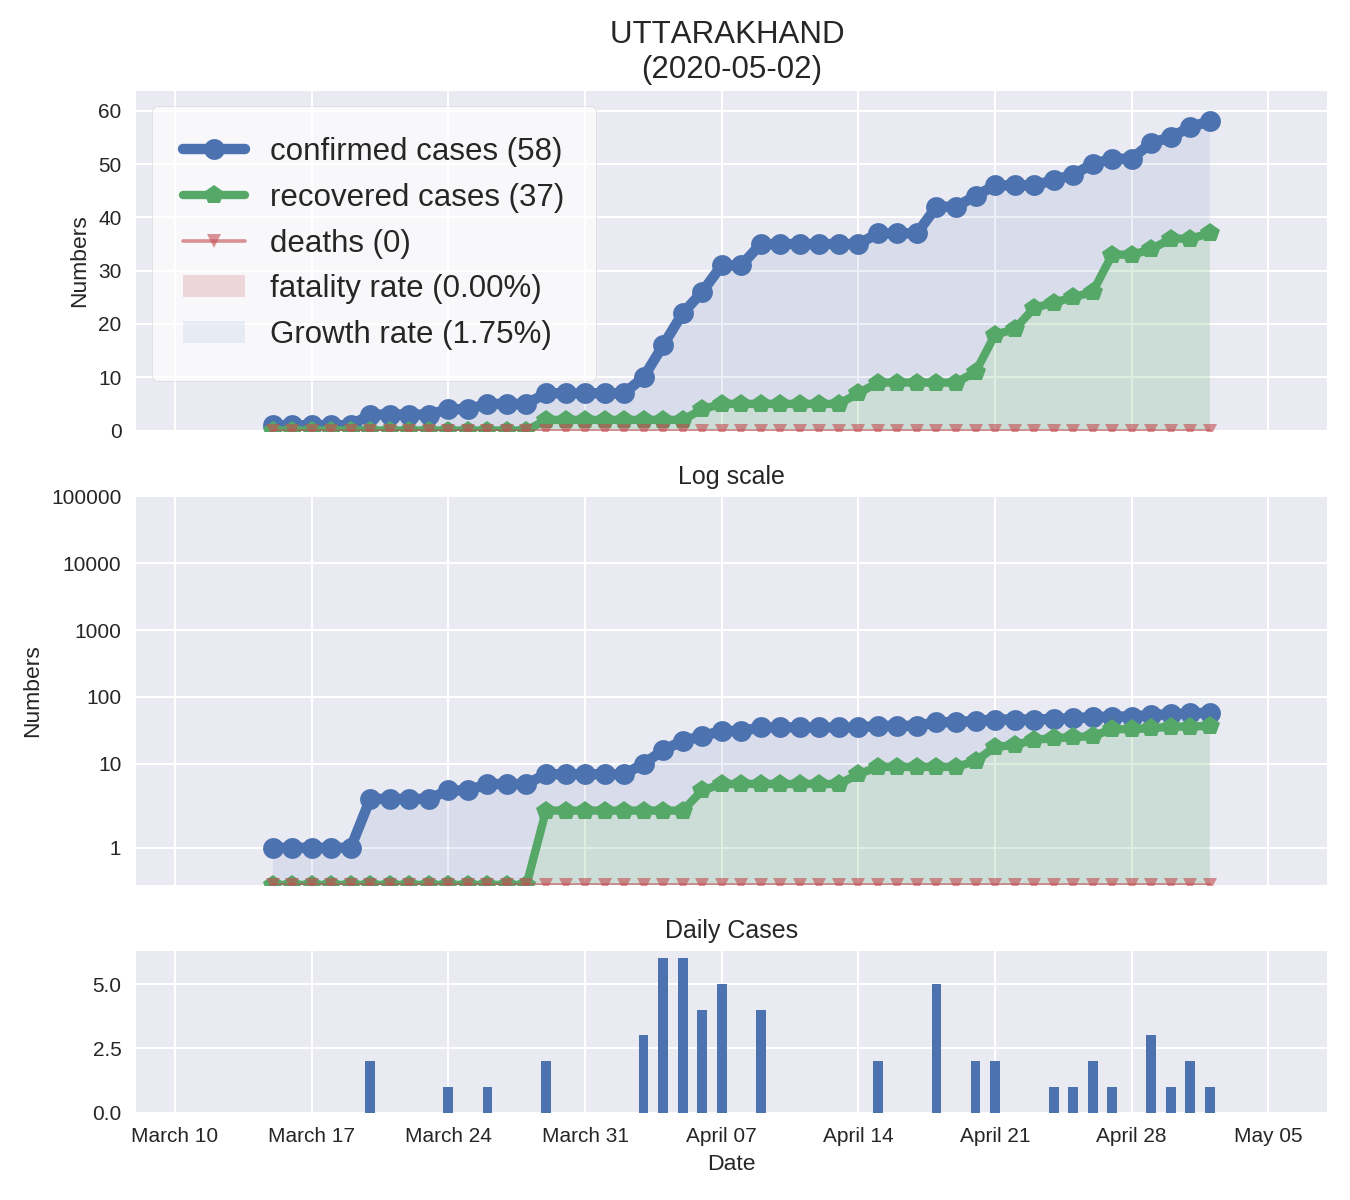 UTTARAKHAND
(2020-05-02)
60
50
40
30
20
10
0
Numbers
confirmed cases (58)
recovered cases (37)
deaths (0)
fatality rate (0.00%)
Growth rate (1.75%)
Log scale
100000
10000
1000
100
10
1
Numbers
Daily Cases
5.0
2.5
0.0
March 10 March 17 March 24 March 31 April 07 April 14 April 21 April 28 May 05
Date